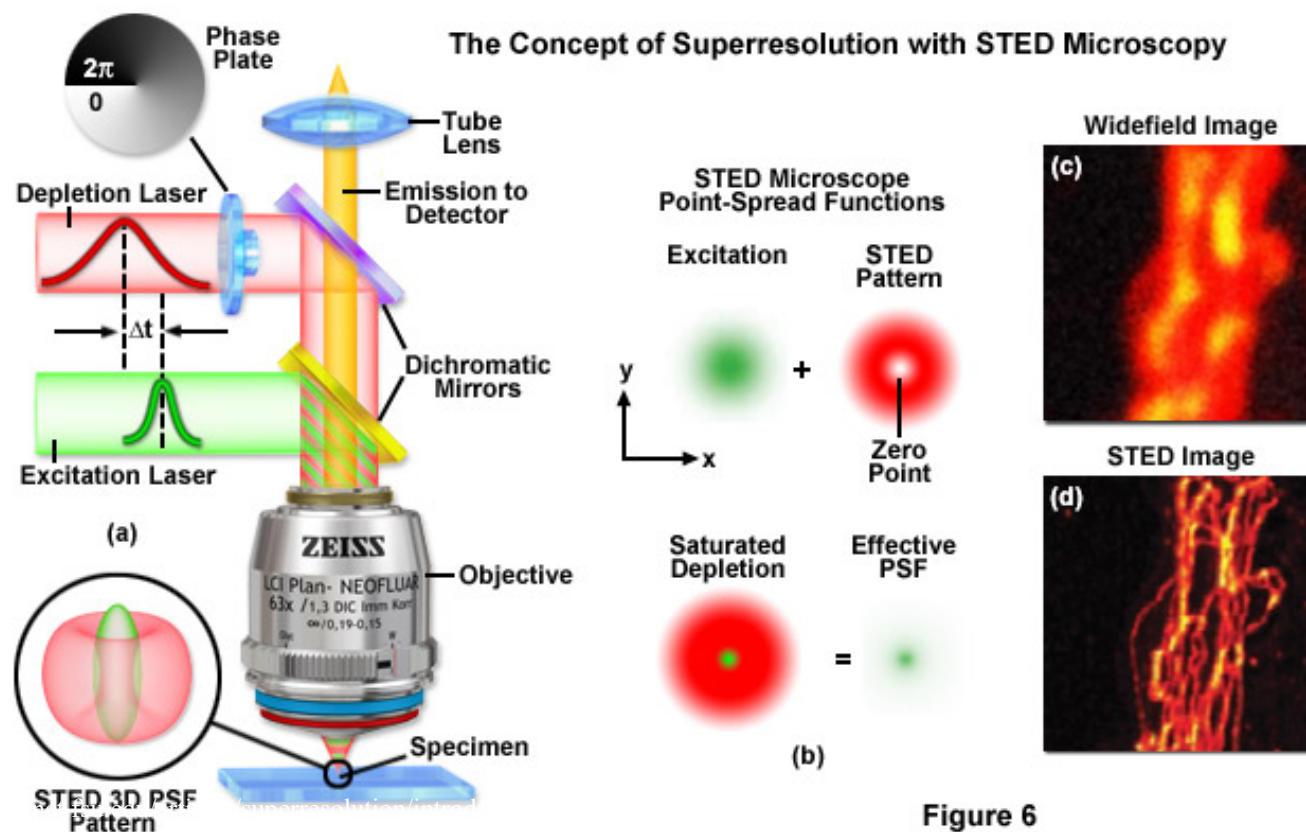 The Concept of Superresolution with STED Microscopy
Phase
Plate
2π
0
Tube
Lens
Depletion Laser
Emission to
Detector
Δt
Dichromatic
Mirrors
Excitation Laser
(a)
ZEISS
LCI Plan- NEOFLUAR
63x /1,3 DIC Imm Korr
∞/0,19-0,15
Objective
Specimen
STED 3D PSF
Pattern
STED Microscope
Point-Spread Functions
Excitation
STED
Pattern
+
y
x
Zero
Point
Saturated
Depletion
Effective
PSF
=
(b)
Widefield Image
(c)
STED Image
(d)
/superresolution/introd
Figure 6